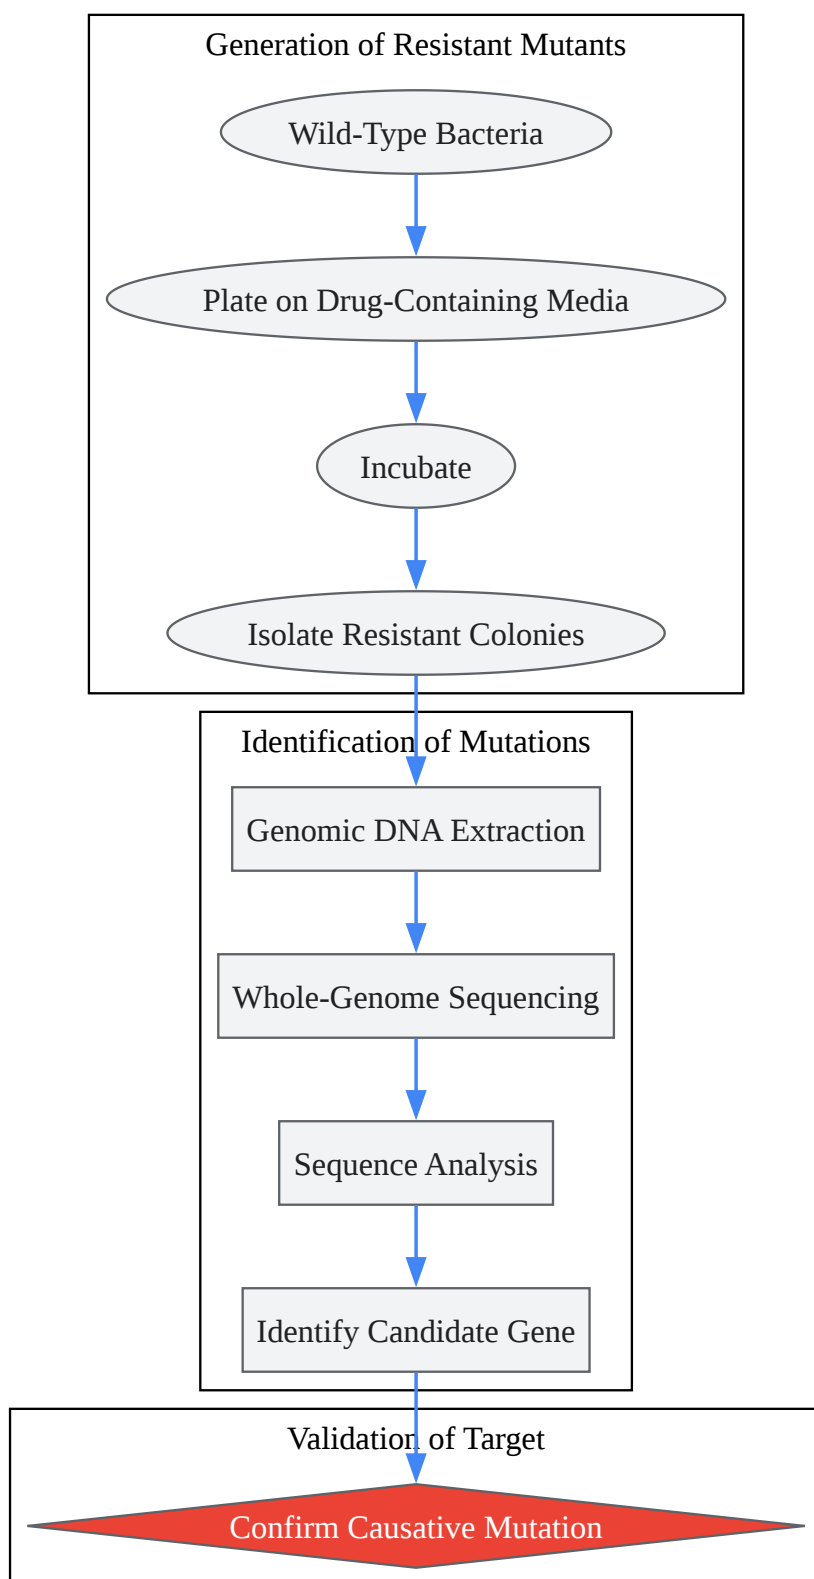 Generation of Resistant Mutants
Wild-Type Bacteria
Plate on Drug-Containing Media
Incubate
Isolate Resistant Colonies
Identification of Mutations
Genomic DNA Extraction
Whole-Genome Sequencing
Sequence Analysis
Identify Candidate Gene
Validation of Target
Confirm Causative Mutation